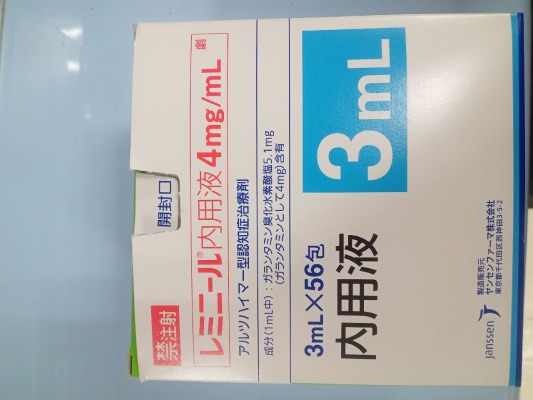 禁注射
レミニール®内用液4mg/mL
劇
アルツハイマー型認知症治療剤
成分(1mL中):ガランタミン臭化水素酸塩5.1mg
(ガランタミンとして4mg)含有
開封口
3mL×56包
内用液
3mL
janssen
製造販売元
ヤンセンファーマ株式会社
東京都千代田区西神田3-5-2